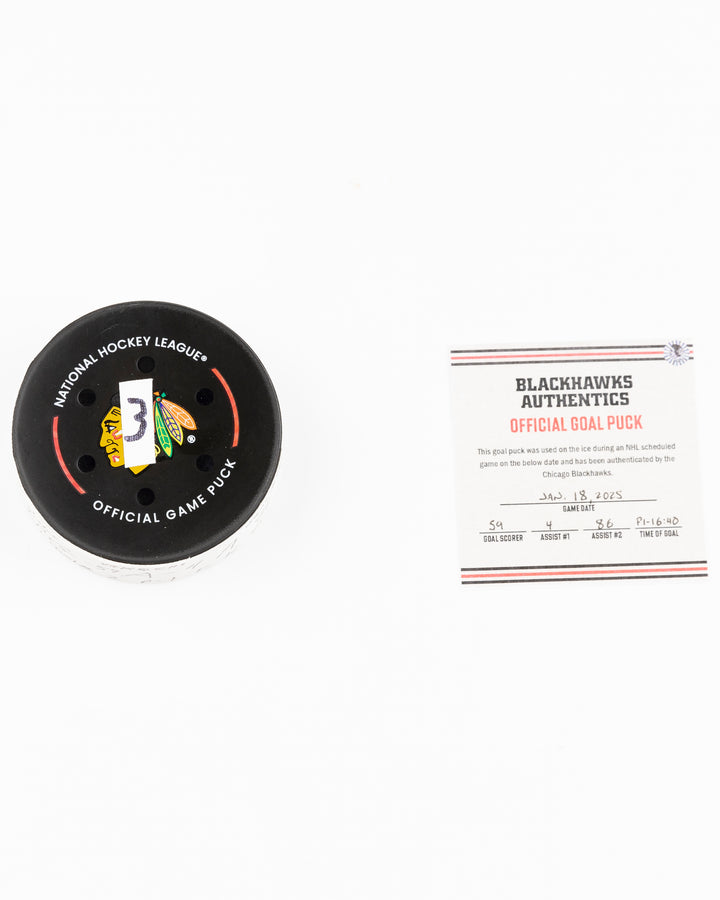 NATIONAL HOCKEY LEAGUE®
3
®
OFFICIAL GAME PUCK
BLACKHAWKS
AUTHENTICS
OFFICIAL GOAL PUCK
This goal puck was used on the ice during an NHL scheduled
game on the below date and has been authenticated by the
Chicago Blackhawks.
JAN. 18, 2025
GAME DATE
59 4 86 P1-16:40
GOAL SCORER ASSIST #1 ASSIST #2 TIME OF GOAL